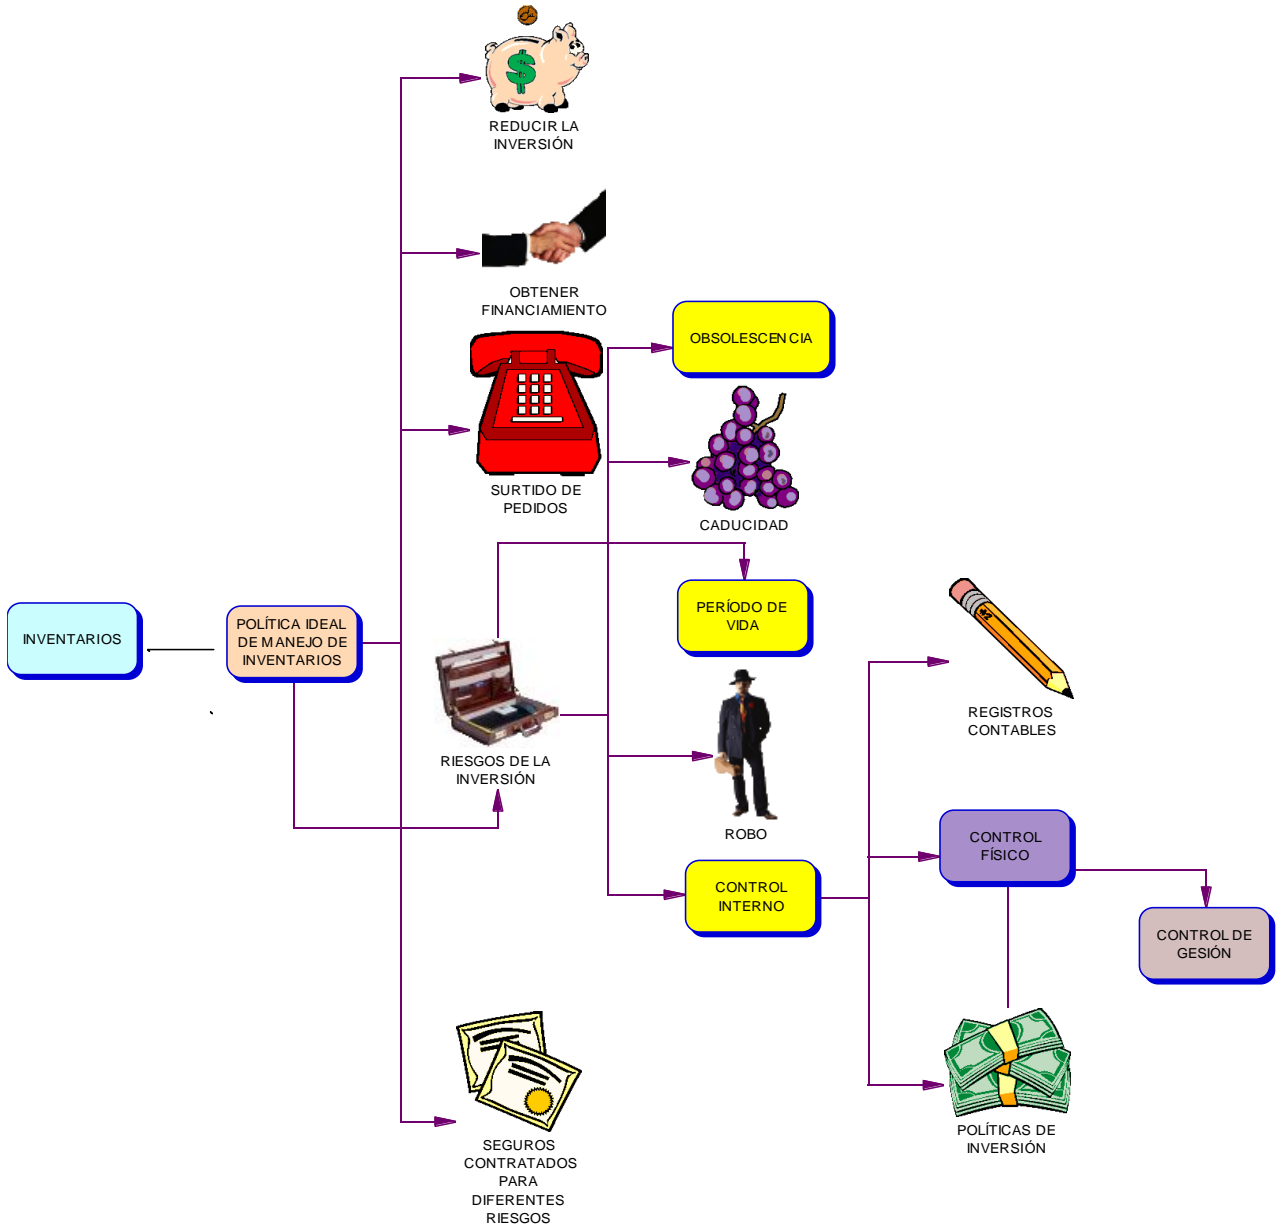 $
REDUCIR LA
INVERSIÓN
OBTENER
FINANCIAMIENTO
OBSOLESCENCIA
SURTIDO DE
PEDIDOS
CADUCIDAD
INVENTARIOS
POLÍTICA IDEAL
DE MANEJO DE
INVENTARIOS
PERÍODO DE
VIDA
RIESGOS DE LA
INVERSIÓN
REGISTROS
CONTABLES
ROBO
CONTROL
FÍSICO
CONTROL
INTERNO
CONTROL DE
GESIÓN
POLÍTICAS DE
INVERSIÓN
SEGUROS
CONTRATADOS
PARA
DIFERENTES
RIESGOS